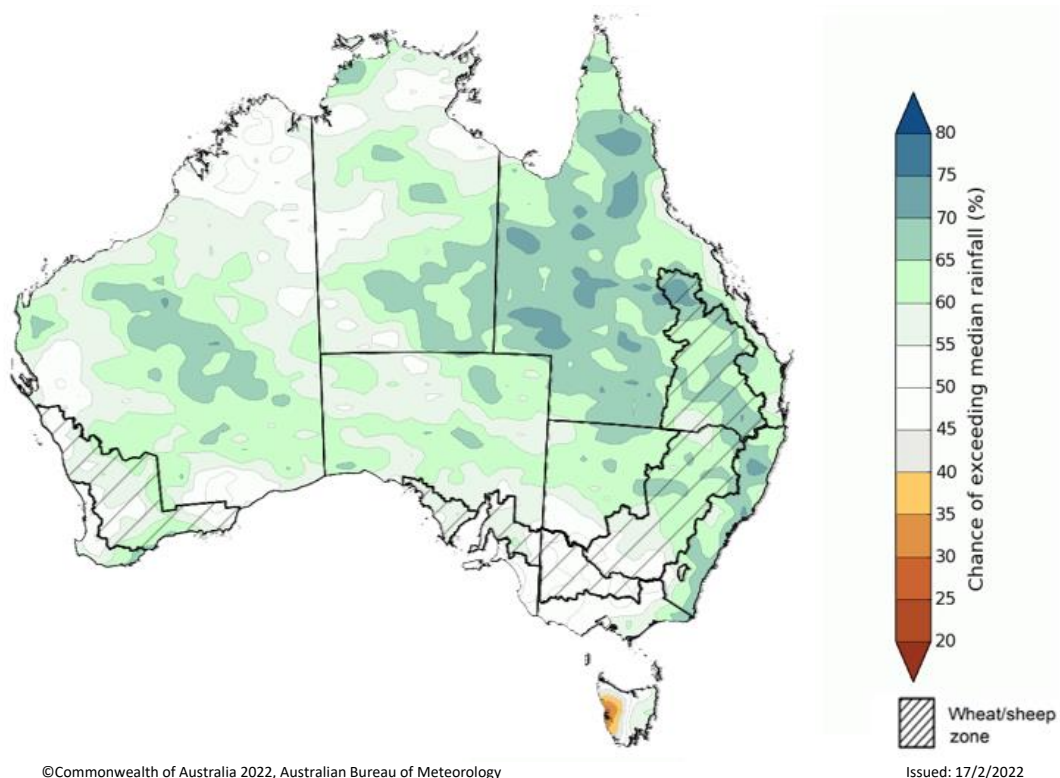 80
75
70
65
60
55
50
45
40
35
30
25
20
Chance of exceeding median rainfall (%)
Wheat/sheep
zone
©Commonwealth of Australia 2022, Australian Bureau of Meteorology
Issued: 17/2/2022